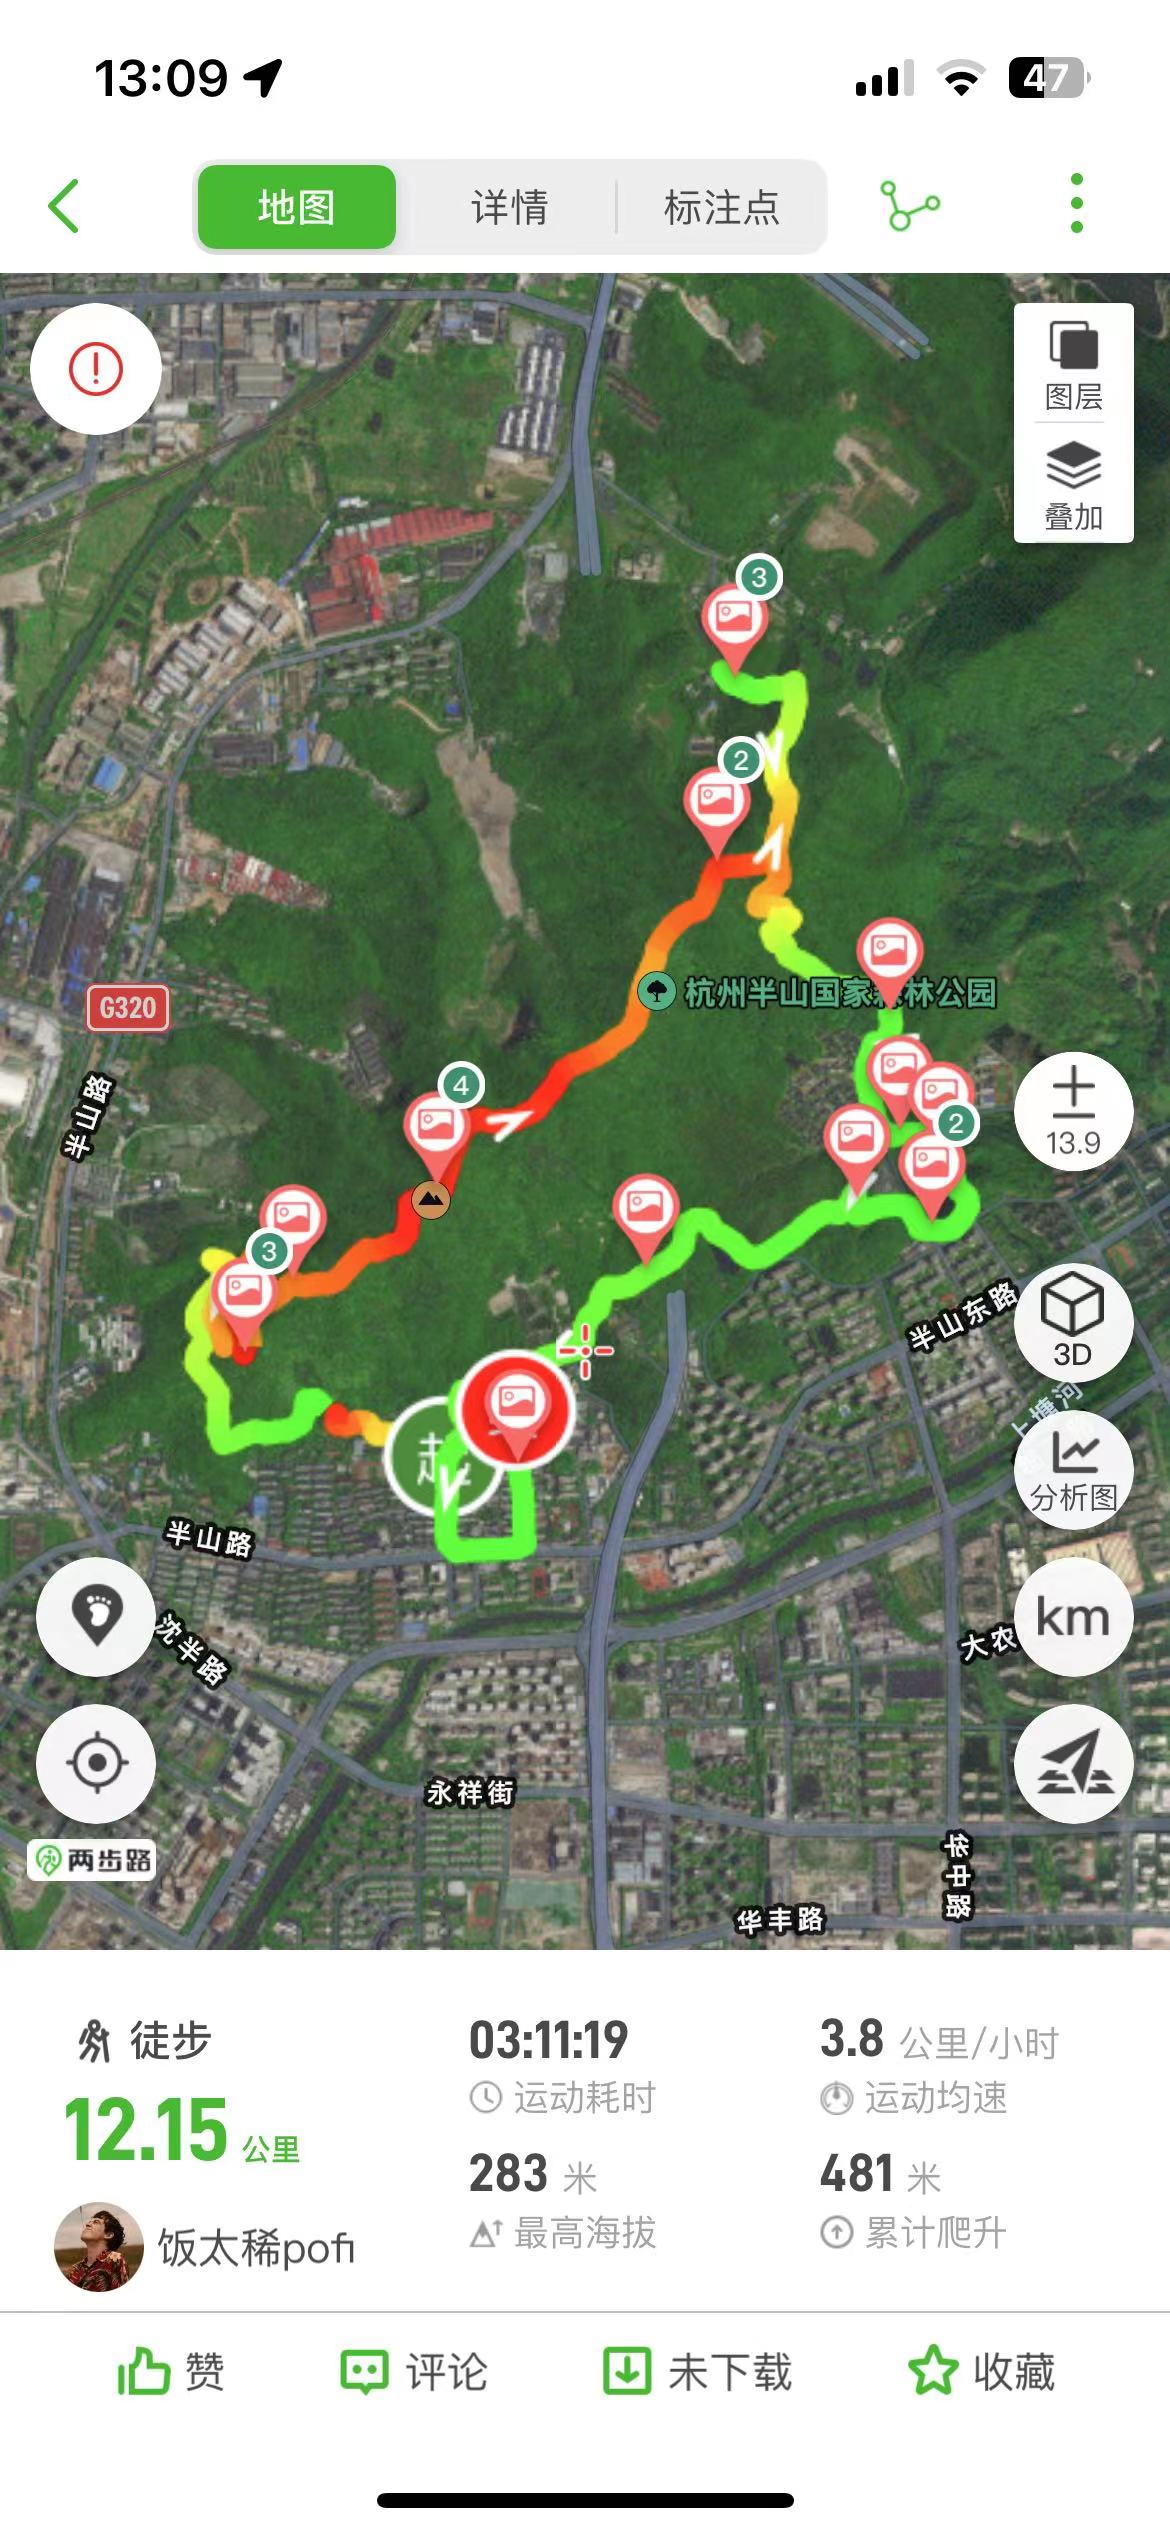 13:09
47
地图
详情
标注点
图层
叠加
3
2
杭州半山国家森林公园
G320
半山路
4
2
13.9
3
半山东路
3D
上塘河
起
分析图
半山路
km
沈半路
大农
永祥街
两步路
华中路
华丰路
徒步
03:11:19
3.8 公里/小时
运动耗时
运动均速
12.15 公里
283 米
481 米
最高海拔
累计爬升
饭太稀pofi
赞
评论
未下载
收藏